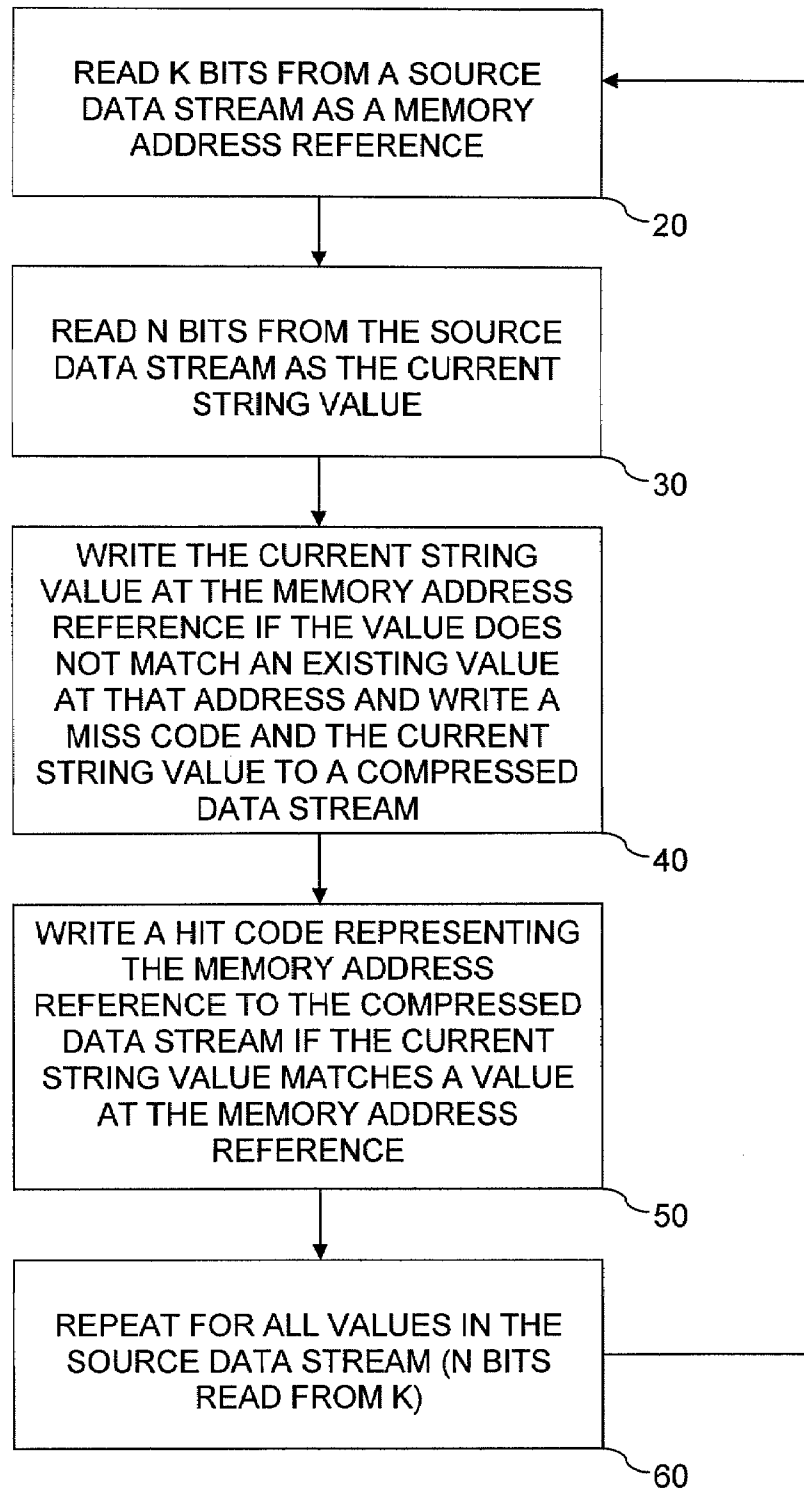 READ K BITS FROM A SOURCE
DATA STREAM AS A MEMORY
ADDRESS REFERENCE
20
READ N BITS FROM THE SOURCE
DATA STREAM AS THE CURRENT
STRING VALUE
30
WRITE THE CURRENT STRING
VALUE AT THE MEMORY ADDRESS
REFERENCE IF THE VALUE DOES
NOT MATCH AN EXISTING VALUE
AT THAT ADDRESS AND WRITE A
MISS CODE AND THE CURRENT
STRING VALUE TO A COMPRESSED
DATA STREAM
40
WRITE A HIT CODE REPRESENTING
THE MEMORY ADDRESS
REFERENCE TO THE COMPRESSED
DATA STREAM IF THE CURRENT
STRING VALUE MATCHES A VALUE
AT THE MEMORY ADDRESS
REFERENCE
50
REPEAT FOR ALL VALUES IN THE
SOURCE DATA STREAM (N BITS
READ FROM K)
60